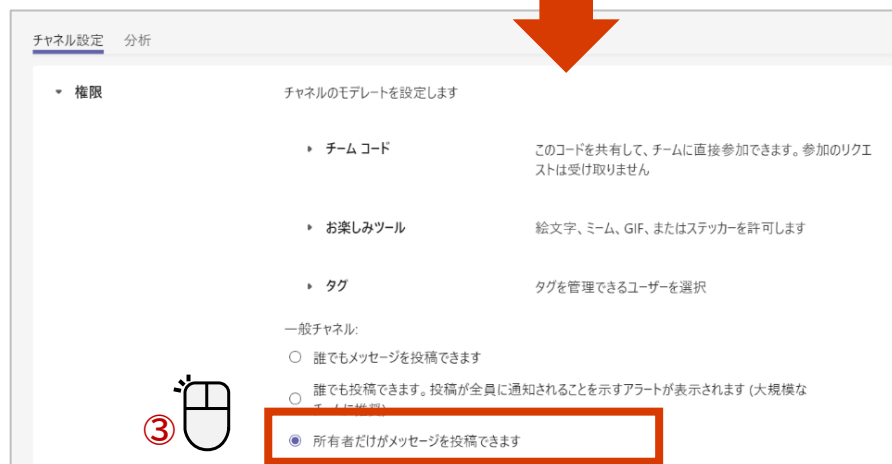 チャネル設定 分析
権限 チャネルのモデレートを設定します
チーム コード このコードを共有して、チームに直接参加できます。参加のリクエ
ストは受け取りません
お楽しみツール 絵文字、ミーム、GIF、またはステッカーを許可します
タグ タグを管理できるユーザーを選択
一般チャネル:
誰でもメッセージを投稿できます
誰でも投稿できます。投稿が全員に通知されることを示すアラートが表示されます (大規模な
③ 所有者だけがメッセージを投稿できます